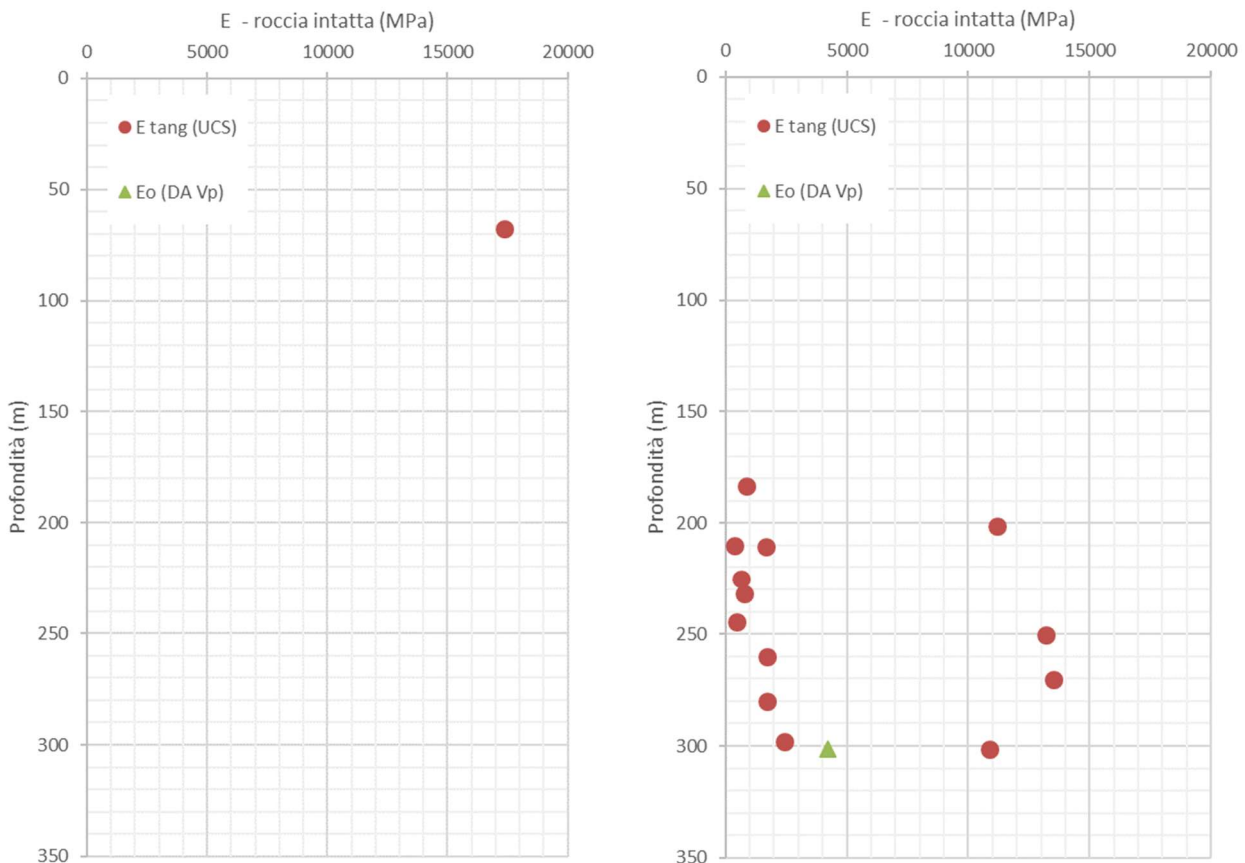 E - roccia intatta (MPa)
0 5000 10000 15000 20000
0
50
100
150
200
250
300
350
Profondità (m)
E tang (UCS)
Eo (DA Vp)
E - roccia intatta (MPa)
0 5000 10000 15000 20000
0
50
100
150
200
250
300
350
Profondità (m)
E tang (UCS)
Eo (DA Vp)